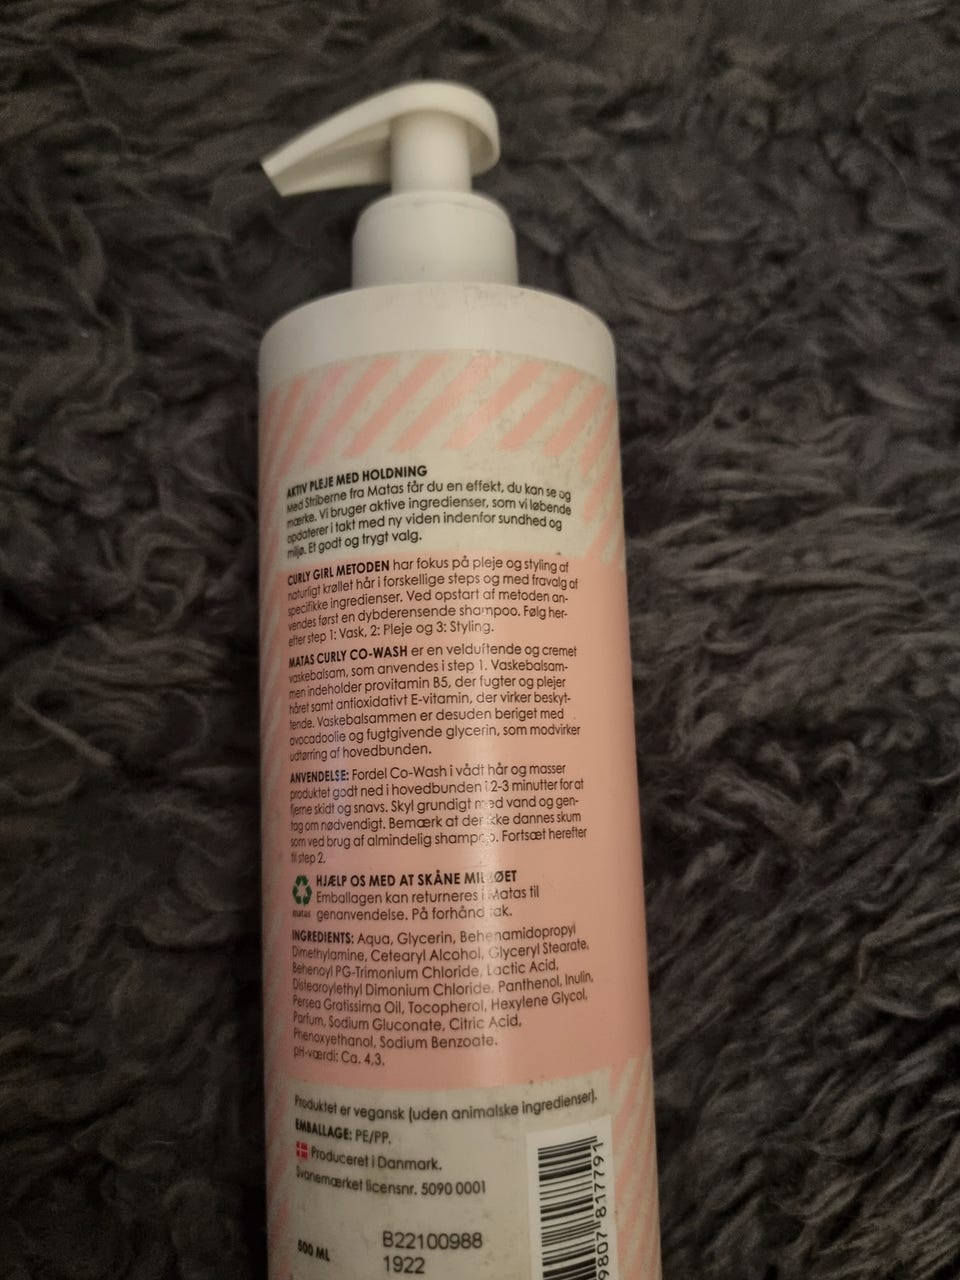 AKTIV PLEJE MED HOLDNING
Med Striberne fra Matas får du en effekt, du kan se og
mærke. Vi bruger aktive ingredienser, som vi løbende
opdaterer i takt med ny viden indenfor sundhed og
miljø. Et godt og trygt valg.
CURLY GIRL METODEN har fokus på pleje og styling af
naturligt krøllet hår i forskellige steps og med fravalg af
specifikke ingredienser. Ved opstart af metoden an-
vendes først en dybderensende shampoo. Følg her-
efter step 1: Vask, 2: Pleje og 3: Styling.
MATAS CURLY CO-WASH er en velduftende og cremet
vaskebalsam, som anvendes i step 1. Vaskebalsam-
men indeholder provitamin B5, der fugter og plejer
håret samt antioxidativt E-vitamin, der virker beskyt-
tende. Vaskebalsammen er desuden beriget med
avocadoolie og fugtgivende glycerin, som modvirker
udtørring af hovedbunden.
ANVENDELSE: Fordel Co-Wash i vådt hår og masser
produktet godt ned i hovedbunden i 2-3 minutter for at
fjerne skidt og snavs. Skyl grundigt med vand og gen-
tag om nødvendigt. Bemærk at der ikke dannes skum
som ved brug af almindelig shampoo. Fortsæt herefter
til step 2.
HJÆLP OS MED AT SKÅNE MILJØET
Emballagen kan returneres i Matas til
matas genanvendelse. På forhånd tak.
INGREDIENTS: Aqua, Glycerin, Behenamidopropyl
Dimethylamine, Cetearyl Alcohol, Glyceryl Stearate,
Behenoyl PG-Trimonium Chloride, Lactic Acid,
Distearoylethyl Dimonium Chloride, Panthenol, Inulin,
Persea Gratissima Oil, Tocopherol, Hexylene Glycol,
Parfum, Sodium Gluconate, Citric Acid,
Phenoxyethanol, Sodium Benzoate.
pH-værdi: Ca. 4,3.
Produktet er vegansk (uden animalske ingredienser).
EMBALLAGE: PE/PP.
Produceret i Danmark.
Svanemærket licensnr. 5090 0001
500 ML
B22100988
1922
9807 817791